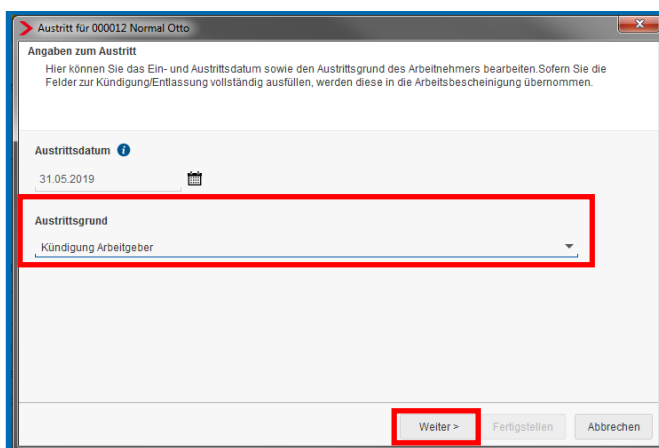 Austritt für 000012 Normal Otto
Angaben zum Austritt
Hier können Sie das Ein- und Austrittsdatum sowie den Austrittsgrund des Arbeitnehmers bearbeiten.Sofern Sie die
Felder zur Kündigung/Entlassung vollständig ausfüllen, werden diese in die Arbeitsbescheinigung übernommen.
Austrittsdatum i
31.05.2019
Austrittsgrund
Kündigung Arbeitgeber
Weiter > Fertigstellen Abbrechen